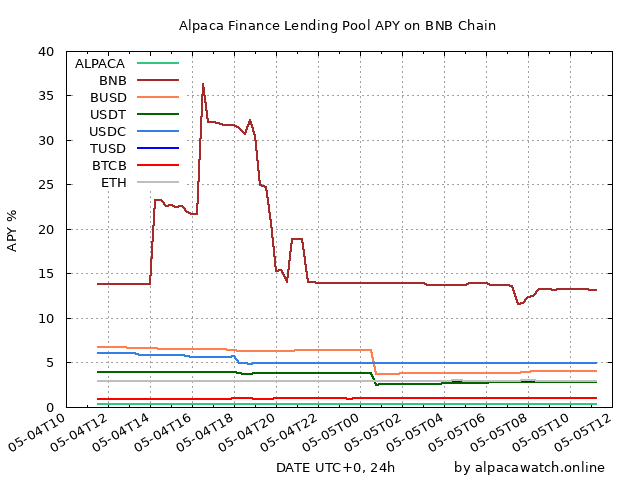 Alpaca Finance Lending Pool APY on BNB Chain
40
35
30
25
20
15
10
5
0
APY %
ALPACA
BNB
BUSD
USDT
USDC
TUSD
BTCB
ETH
05-04T10
05-04T12
05-04T14
05-04T16
05-04T18
05-04T20
05-04T22
05-05T00
05-05T02
05-05T04
05-05T06
05-05T08
05-05T10
05-05T12
DATE UTC+0, 24h
by alpacawatch.online